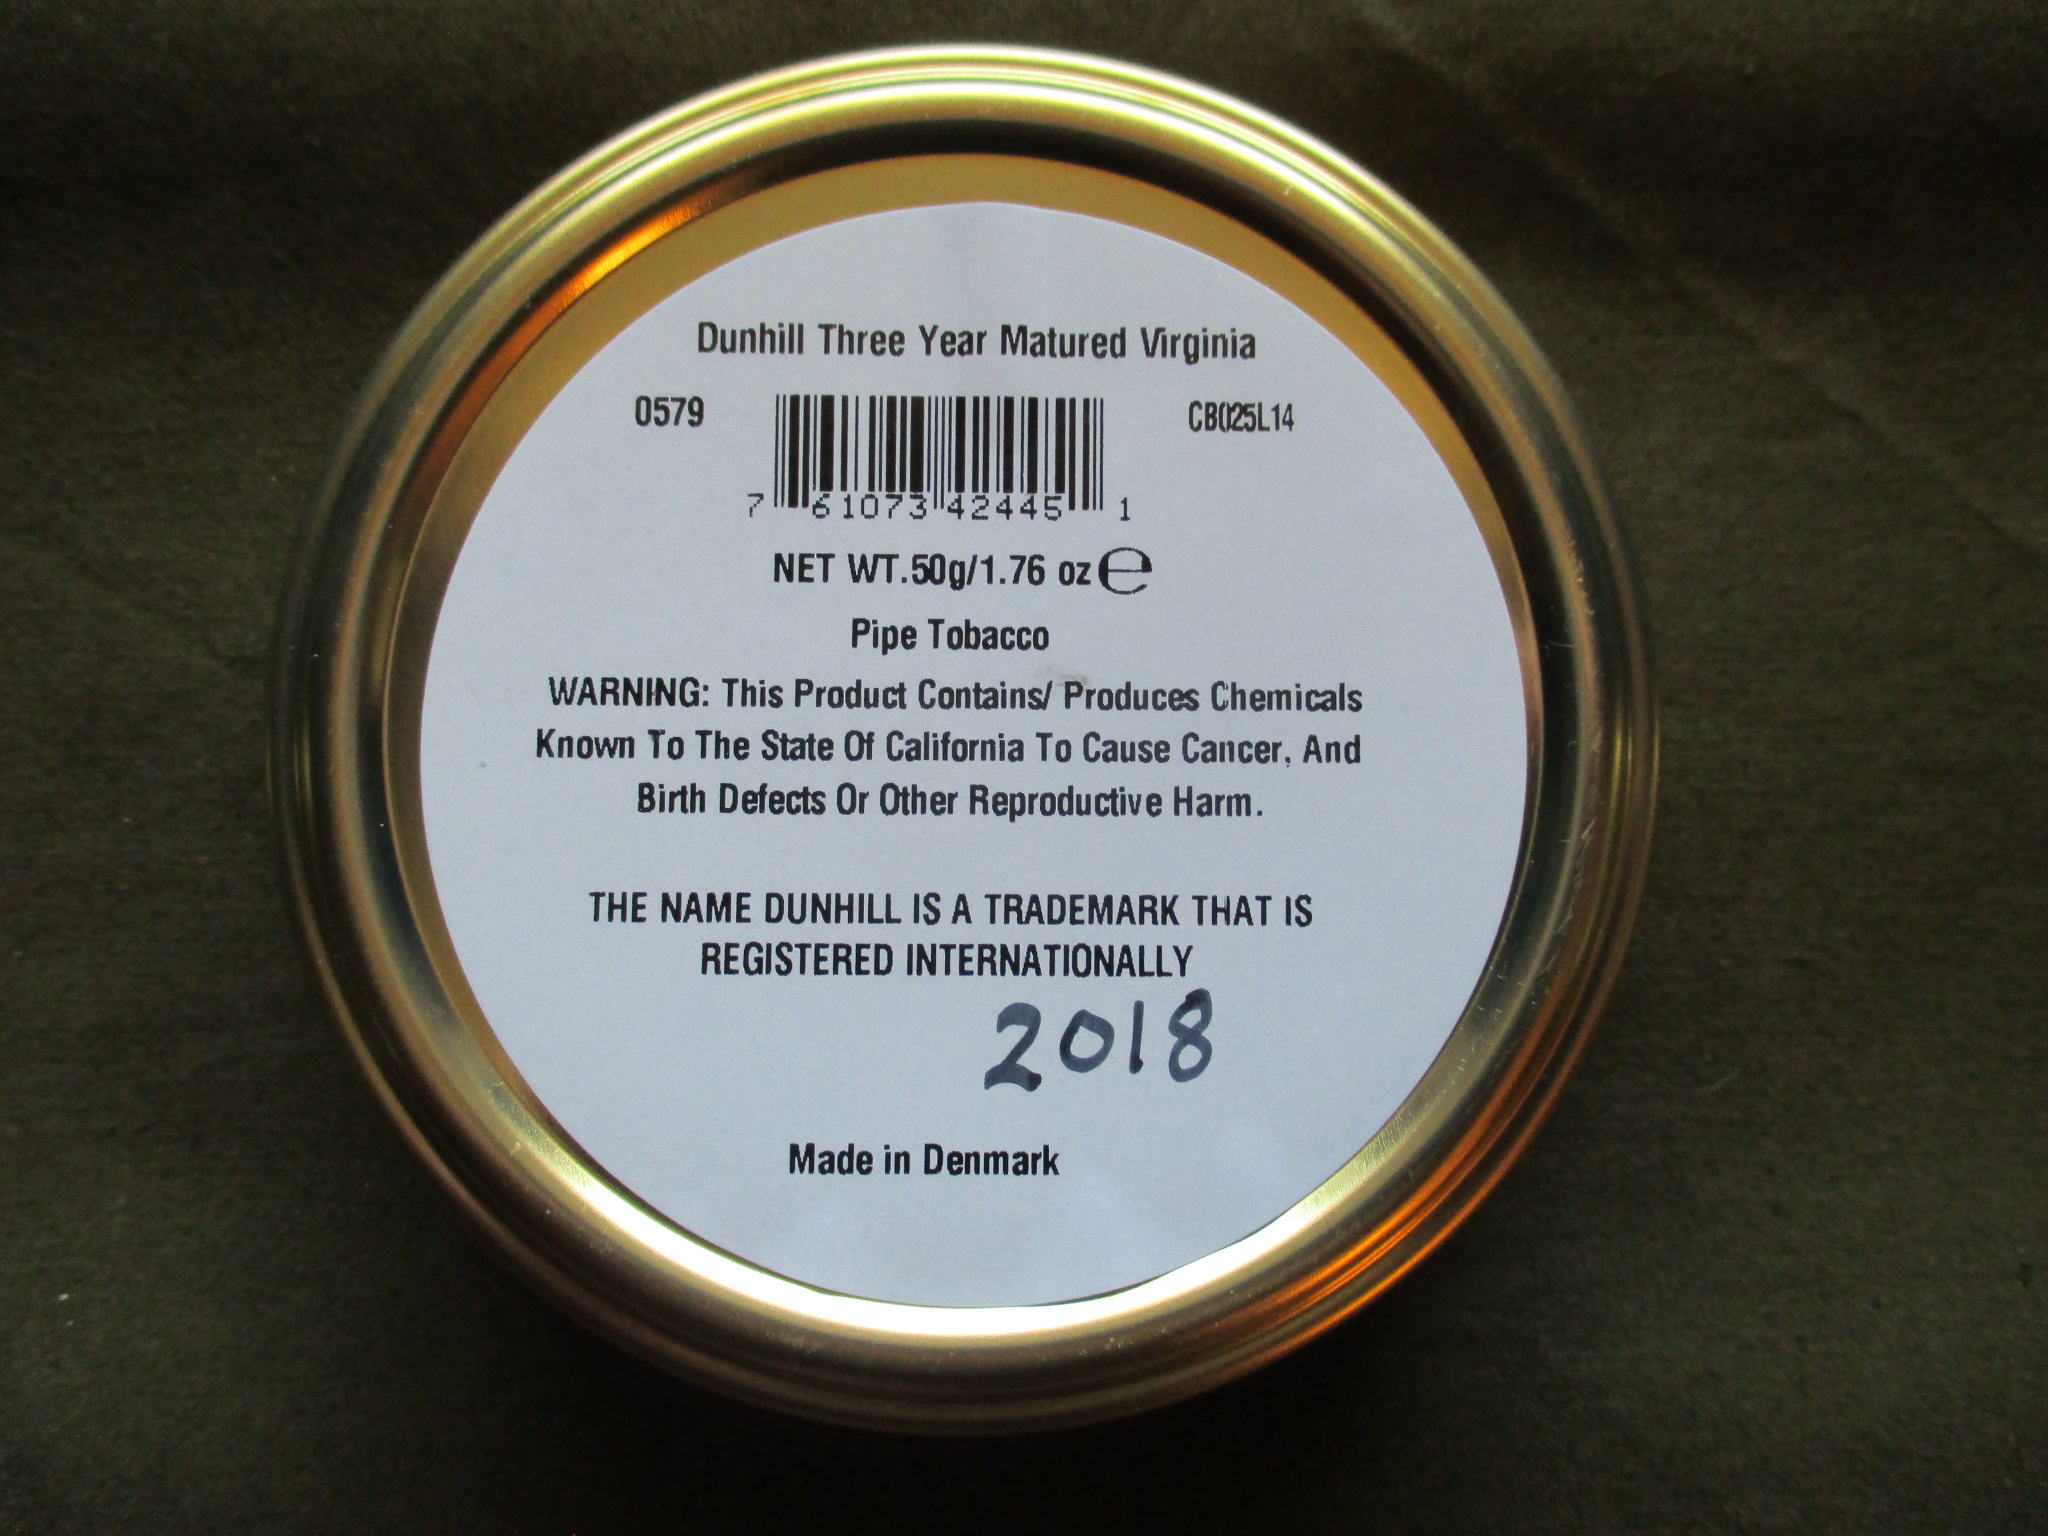 Dunhill Three Year Matured Virginia
0579
CB025L14
7 61073 42445 1
NET WT.50g/1.76 oz ℮
Pipe Tobacco
WARNING: This Product Contains/ Produces Chemicals
Known To The State Of California To Cause Cancer, And
Birth Defects Or Other Reproductive Harm.
THE NAME DUNHILL IS A TRADEMARK THAT IS
REGISTERED INTERNATIONALLY
2018
Made in Denmark